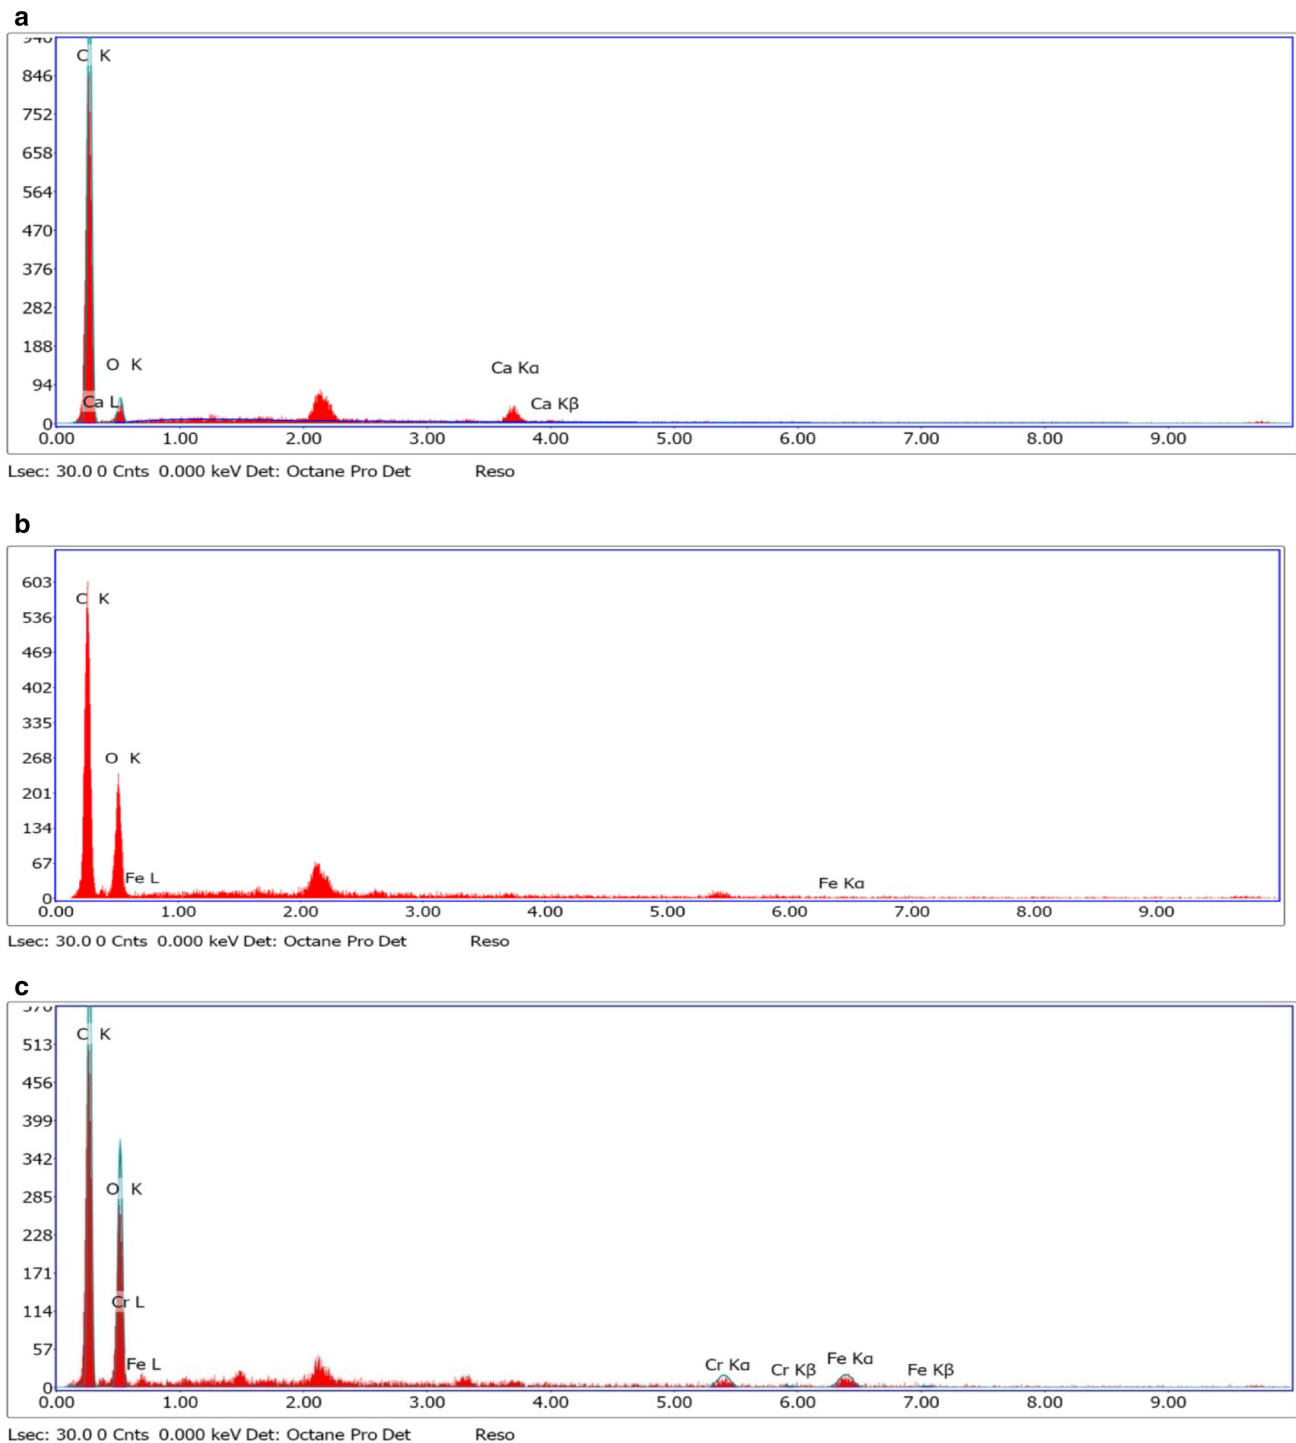 a
940
C K
846
752
658
564
470
376
282
188
O K
Ca Kα
94
Ca L
Ca Kβ
0
0.00 1.00 2.00 3.00 4.00 5.00 6.00 7.00 8.00 9.00
Lsec: 30.0 0 Cnts 0.000 keV Det: Octane Pro Det Reso
b
603
C K
536
469
402
335
268
O K
201
134
67
Fe L
Fe Kα
0
0.00 1.00 2.00 3.00 4.00 5.00 6.00 7.00 8.00 9.00
Lsec: 30.0 0 Cnts 0.000 keV Det: Octane Pro Det Reso
c
570
C K
513
456
399
342
285
O K
228
171
114
Cr L
57
Fe L
Cr Kα
Cr Kβ
Fe Kα
Fe Kβ
0
0.00 1.00 2.00 3.00 4.00 5.00 6.00 7.00 8.00 9.00
Lsec: 30.0 0 Cnts 0.000 keV Det: Octane Pro Det Reso